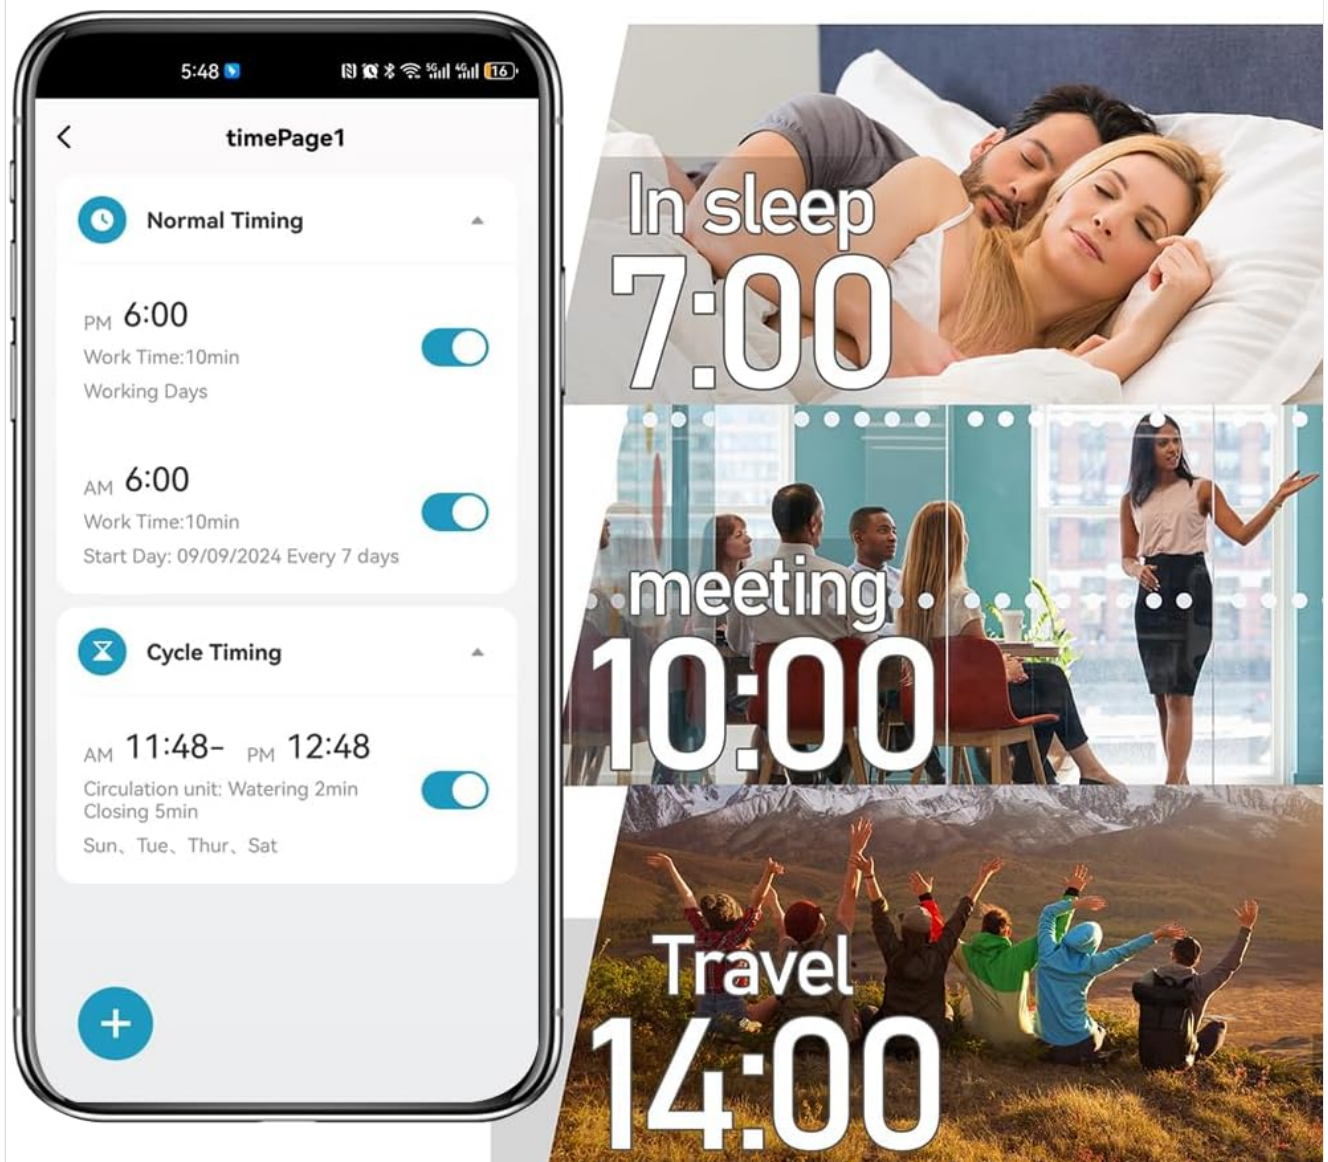 5:48
5G
4G
16
timePage1
Normal Timing
PM 6:00
Work Time:10min
Working Days
AM 6:00
Work Time:10min
Start Day: 09/09/2024 Every 7 days
Cycle Timing
AM 11:48- PM 12:48
Circulation unit: Watering 2min
Closing 5min
Sun、Tue、Thur、Sat
In sleep
7:00
meeting
10:00
Travel
14:00